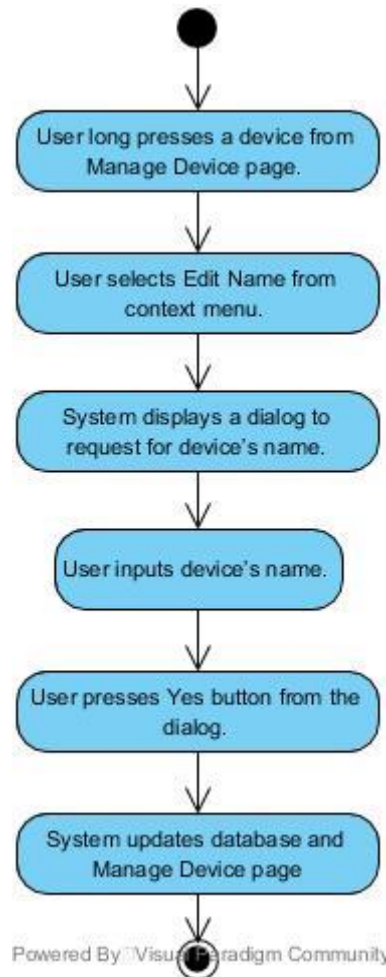 User long presses a device from
Manage Device page.
User selects Edit Name from
context menu.
System displays a dialog to
request for device's name.
User inputs device's name.
User presses Yes button from the
dialog.
System updates database and
Manage Device page
Powered By Visual Paradigm Community